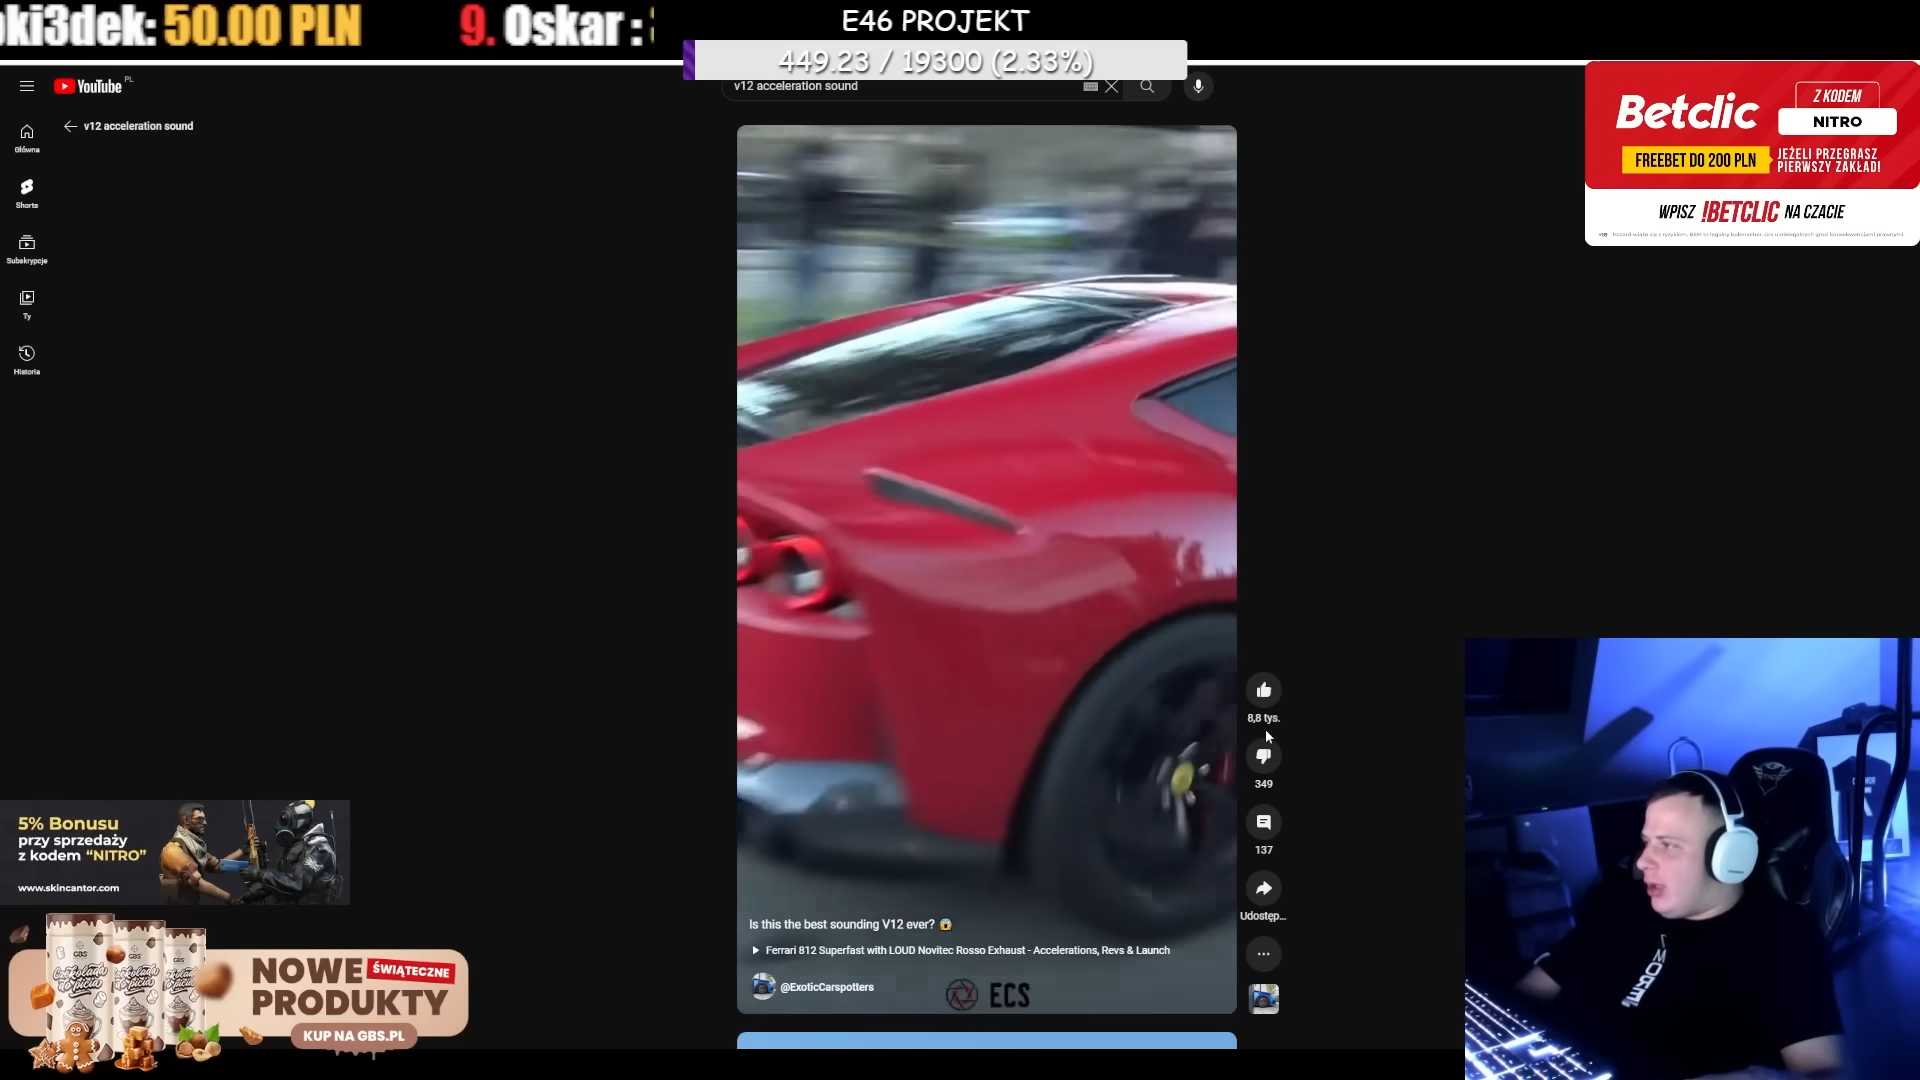 ki3dek: 50.00 PLN
9. Oskar :
E46 PROJEKT
449.23 / 19300 (2.33%)
YouTube PL
v12 acceleration sound
v12 acceleration sound
Główna
Shorts
Subskrypcje
Ty
Historia
Betclic
Z KODEM
NITRO
FREEBET DO 200 PLN
JEŻELI PRZEGRASZ
PIERWSZY ZAKŁAD!
WPISZ !BETCLIC NA CZACIE
8,8 tys.
349
137
Udostęp...
Is this the best sounding V12 ever? 😱
Ferrari 812 Superfast with LOUD Novitec Rosso Exhaust - Accelerations, Revs & Launch
@ExoticCarspotters
ECS
5% Bonusu
przy sprzedaży
z kodem “NITRO”
www.skincantor.com
GBS
Czekolada
do picia
NOWE ŚWIĄTECZNE
PRODUKTY
KUP NA GBS.PL